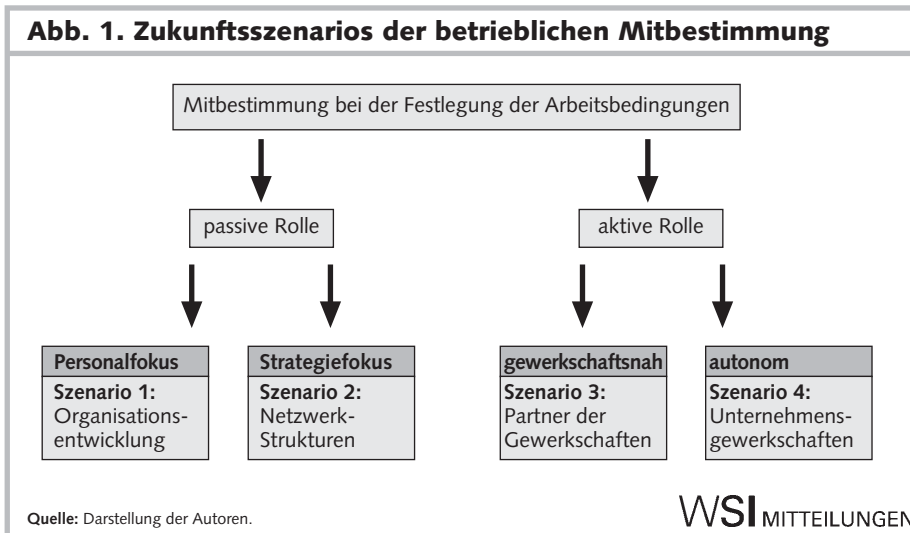 Abb. 1. Zukunftsszenarios der betrieblichen Mitbestimmung
Mitbestimmung bei der Festlegung der Arbeitsbedingungen
passive Rolle
aktive Rolle
Personalfokus
Szenario 1:
Organisations-
entwicklung
Strategiefokus
Szenario 2:
Netzwerk-
Strukturen
gewerkschaftsnah
Szenario 3:
Partner der
Gewerkschaften
autonom
Szenario 4:
Unternehmens-
gewerkschaften
Quelle: Darstellung der Autoren.
WSI MITTEILUNGEN